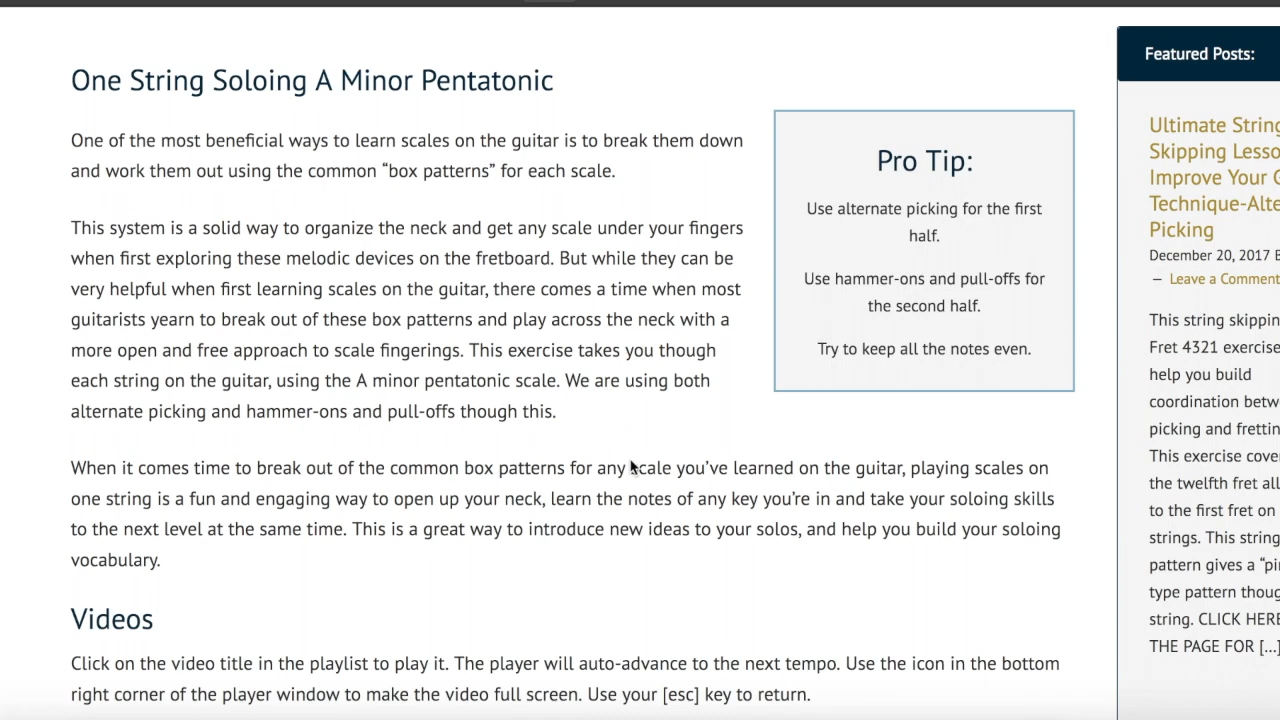 One String Soloing A Minor Pentatonic
One of the most beneficial ways to learn scales on the guitar is to break them down
and work them out using the common “box patterns” for each scale.
This system is a solid way to organize the neck and get any scale under your fingers
when first exploring these melodic devices on the fretboard. But while they can be
very helpful when first learning scales on the guitar, there comes a time when most
guitarists yearn to break out of these box patterns and play across the neck with a
more open and free approach to scale fingerings. This exercise takes you though
each string on the guitar, using the A minor pentatonic scale. We are using both
alternate picking and hammer-ons and pull-offs though this.
Pro Tip:
Use alternate picking for the first
half.
Use hammer-ons and pull-offs for
the second half.
Try to keep all the notes even.
When it comes time to break out of the common box patterns for any scale you’ve learned on the guitar, playing scales on
one string is a fun and engaging way to open up your neck, learn the notes of any key you’re in and take your soloing skills
to the next level at the same time. This is a great way to introduce new ideas to your solos, and help you build your soloing
vocabulary.
Videos
Click on the video title in the playlist to play it. The player will auto-advance to the next tempo. Use the icon in the bottom
right corner of the player window to make the video full screen. Use your [esc] key to return.
Featured Posts:
Ultimate String
Skipping
Improve Your
Picking
December 20, 2017
– Leave a Comment
This string
Fret 4321 exercise
help you build
coordination
picking and
This exercise
the twelfth fret
to the first fret on
strings. This string
pattern gives a
type pattern
string. CLICK HERE
THE PAGE FOR […]